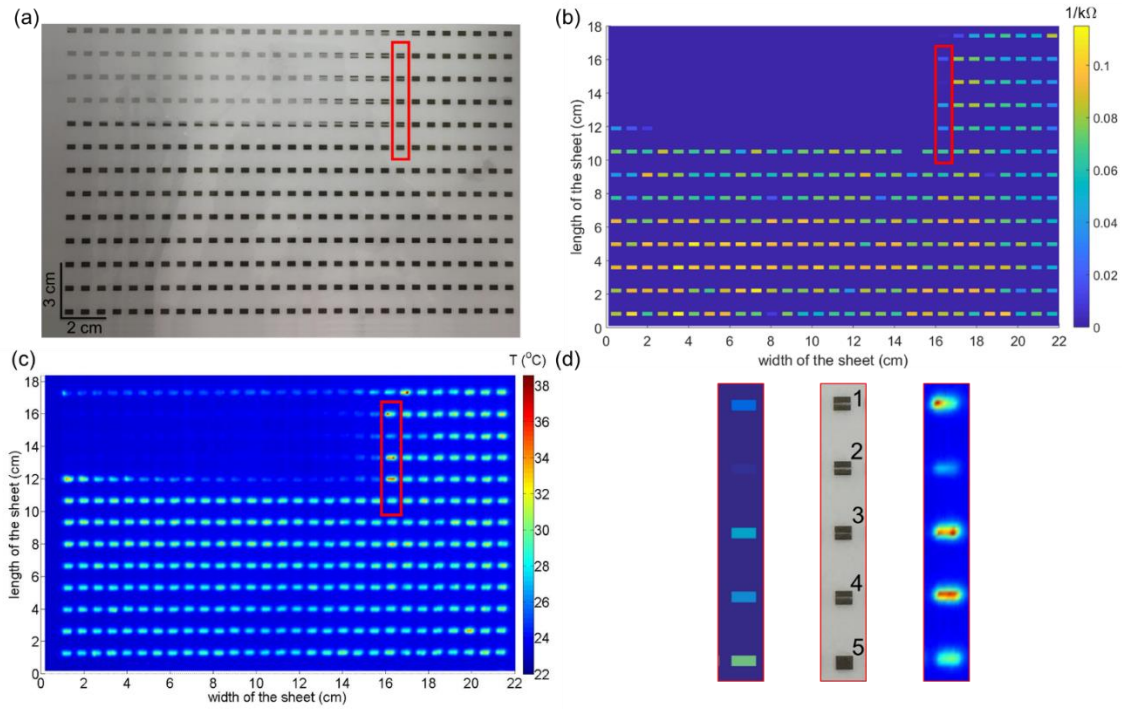 (a)
3 cm
2 cm
(b)
1/kΩ
18
16
14
12
10
8
6
4
2
0
length of the sheet (cm)
0 2 4 6 8 10 12 14 16 18 20 22
width of the sheet (cm)
0.1
0.08
0.06
0.04
0.02
0
(c)
T (°C)
18
16
14
12
10
8
6
4
2
0
length of the sheet (cm)
0 2 4 6 8 10 12 14 16 18 20 22
width of the sheet (cm)
38
36
34
32
30
28
26
24
22
(d)
1
2
3
4
5